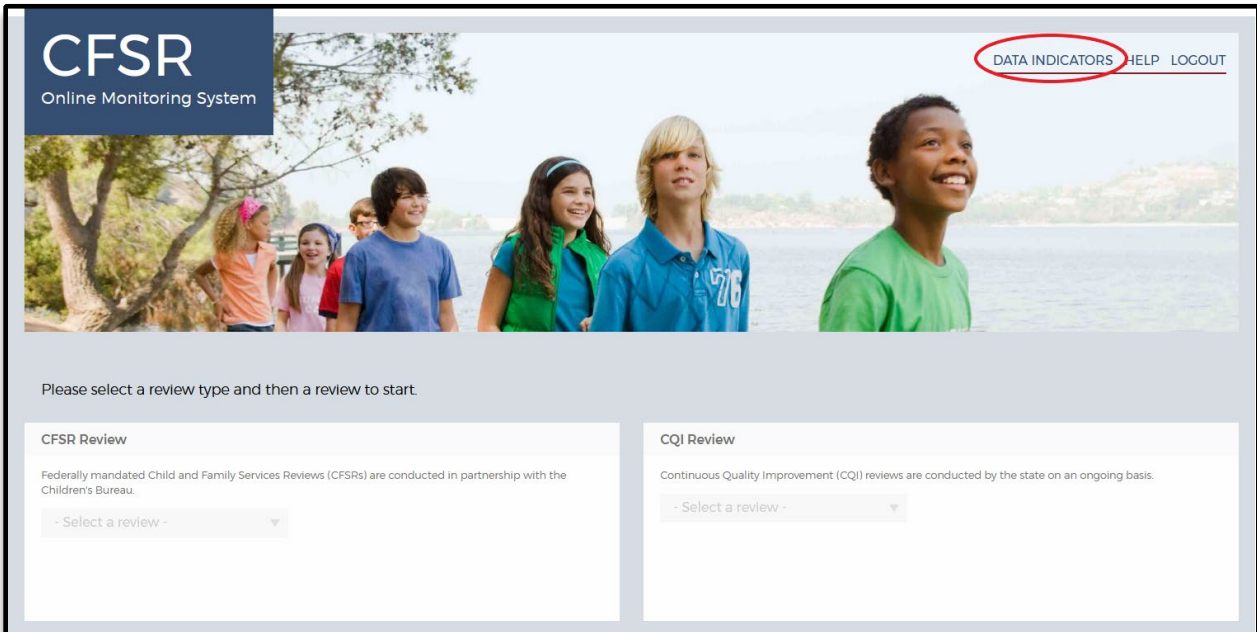 CFSR
Online Monitoring System
DATA INDICATORS HELP LOGOUT
76
Please select a review type and then a review to start.
CFSR Review
Federally mandated Child and Family Services Reviews (CFSRs) are conducted in partnership with the
Children's Bureau.
- Select a review -
CQI Review
Continuous Quality Improvement (CQI) reviews are conducted by the state on an ongoing basis.
- Select a review -